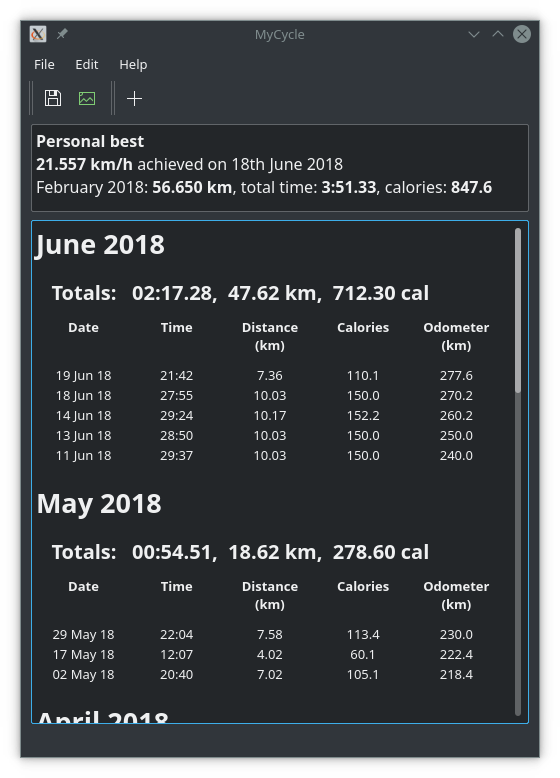 MyCycle
File Edit Help
Personal best
21.557 km/h achieved on 18th June 2018
February 2018: 56.650 km, total time: 3:51.33, calories: 847.6
June 2018
Totals: 02:17.28, 47.62 km, 712.30 cal
Date Time Distance Calories Odometer
(km) (km)
19 Jun 18 21:42 7.36 110.1 277.6
18 Jun 18 27:55 10.03 150.0 270.2
14 Jun 18 29:24 10.17 152.2 260.2
13 Jun 18 28:50 10.03 150.0 250.0
11 Jun 18 29:37 10.03 150.0 240.0
May 2018
Totals: 00:54.51, 18.62 km, 278.60 cal
Date Time Distance Calories Odometer
(km) (km)
29 May 18 22:04 7.58 113.4 230.0
17 May 18 12:07 4.02 60.1 222.4
02 May 18 20:40 7.02 105.1 218.4
April 2018